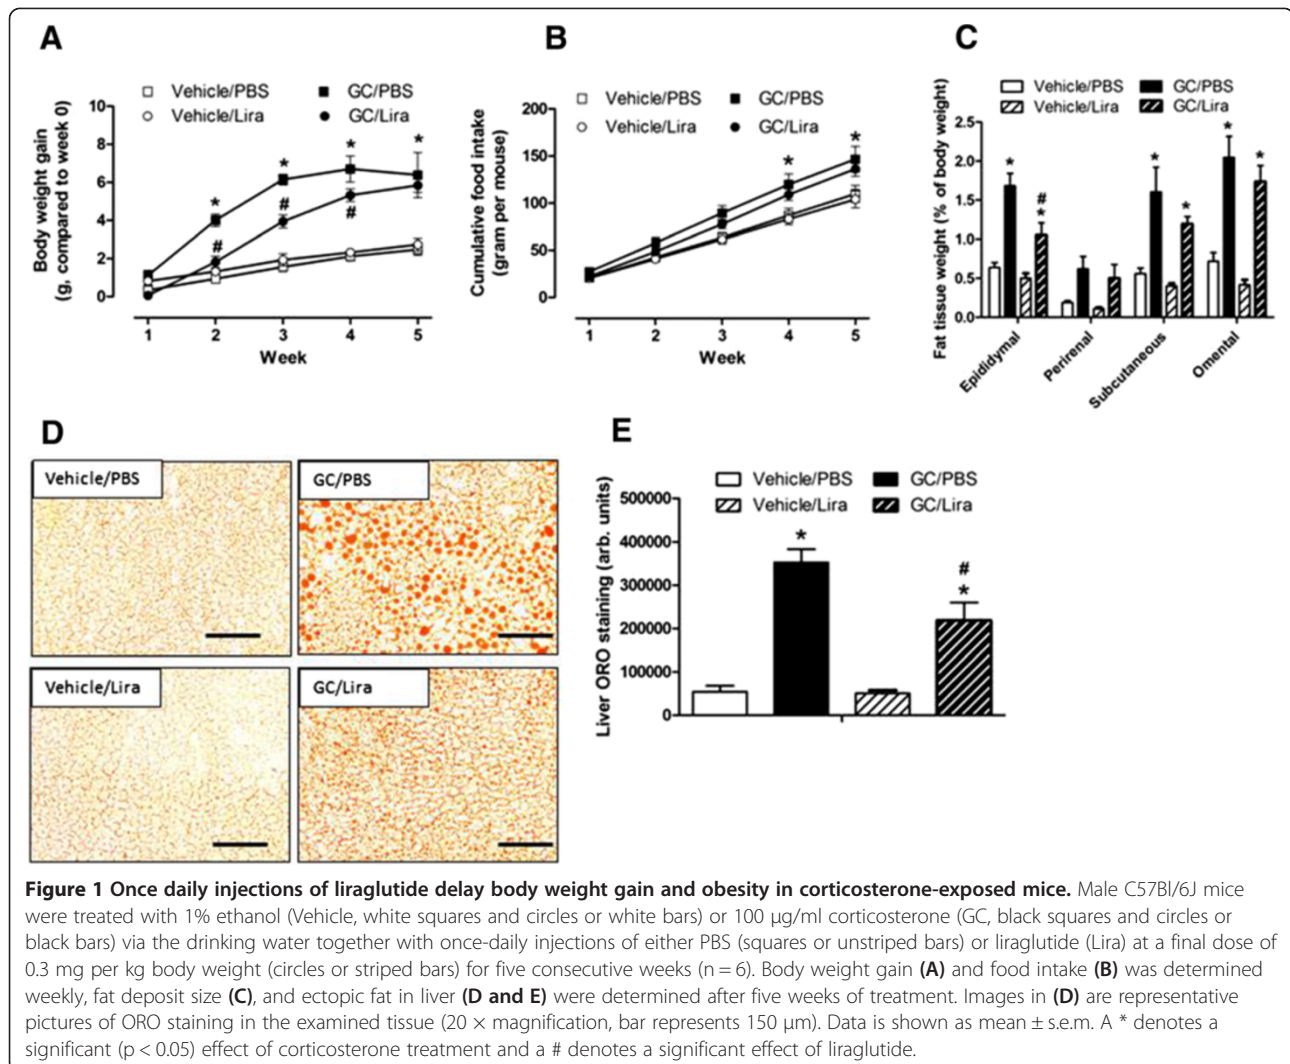 A
Vehicle/PBS
GC/PBS
Vehicle/Lira
GC/Lira
Body weight gain
(g, compared to week 0)
10
8
6
4
2
0
*
*
*
*
#
#
#
1 2 3 4 5
Week
B
Vehicle/PBS
GC/PBS
Vehicle/Lira
GC/Lira
Cumulative food intake
(gram per mouse)
200
150
100
50
0
*
*
1 2 3 4 5
Week
C
Vehicle/PBS
GC/PBS
Vehicle/Lira
GC/Lira
Fat tissue weight (% of body weight)
2.5
2.0
1.5
1.0
0.5
0.0
*
#
*
*
*
*
*
Epididymal
Perirenal
Subcutaneous
Omental
D
Vehicle/PBS
GC/PBS
Vehicle/Lira
GC/Lira
E
Vehicle/PBS
GC/PBS
Vehicle/Lira
GC/Lira
Liver ORO staining (arb. units)
500000
400000
300000
200000
100000
0
*
#
*
Figure 1 Once daily injections of liraglutide delay body weight gain and obesity in corticosterone-exposed mice. Male C57Bl/6J mice
were treated with 1% ethanol (Vehicle, white squares and circles or white bars) or 100 μg/ml corticosterone (GC, black squares and circles or
black bars) via the drinking water together with once-daily injections of either PBS (squares or unstriped bars) or liraglutide (Lira) at a final dose of
0.3 mg per kg body weight (circles or striped bars) for five consecutive weeks (n = 6). Body weight gain (A) and food intake (B) was determined
weekly, fat deposit size (C), and ectopic fat in liver (D and E) were determined after five weeks of treatment. Images in (D) are representative
pictures of ORO staining in the examined tissue (20 × magnification, bar represents 150 μm). Data is shown as mean ± s.e.m. A * denotes a
significant (p < 0.05) effect of corticosterone treatment and a # denotes a significant effect of liraglutide.